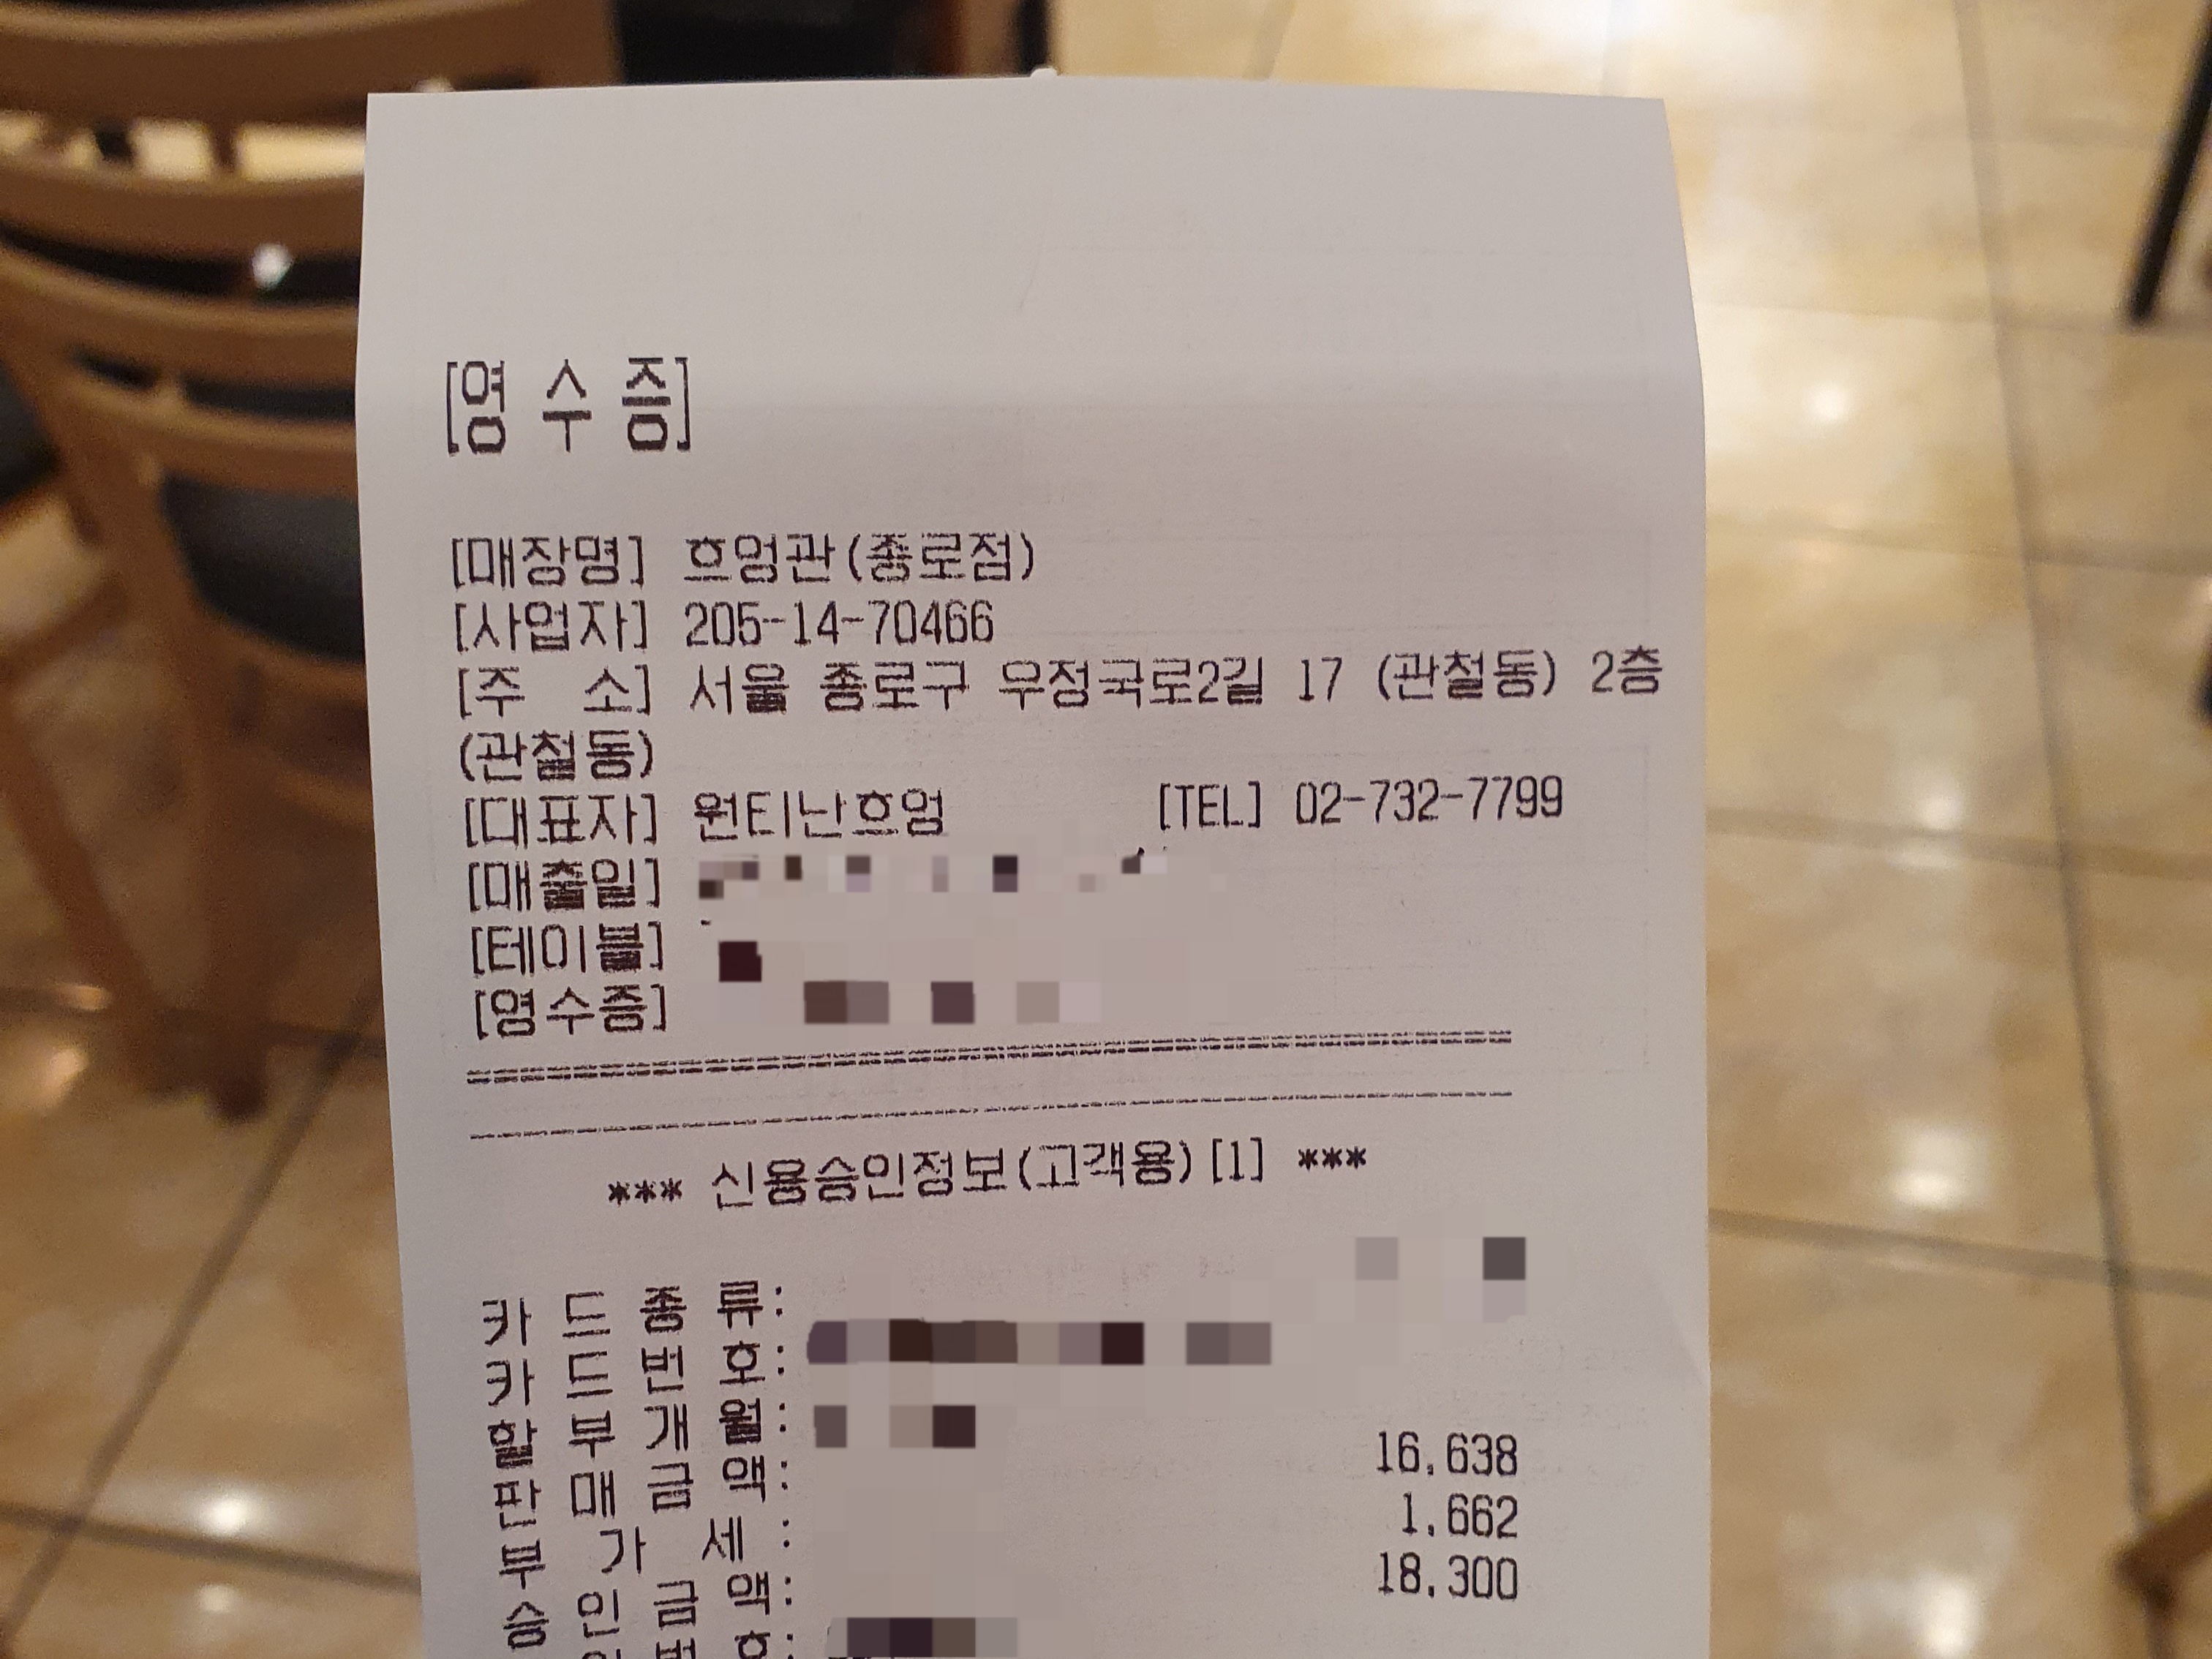 [영 수 증]
[매장명] 흐엉관(종로점)
[사업자] 205-14-70466
[주 소] 서울 종로구 우정국로2길 17 (관철동) 2층
(관철동)
[대표자] 원티난흐엉 [TEL] 02-732-7799
[매출일]
[테이블]
[영수증]
*** 신용승인정보(고객용)[1] ***
카 드 종 류:
카 드 번 호:
할 부 개 월:
판 매 금 액: 16,638
부 가 세 : 1,662
승 인 금 액: 18,300